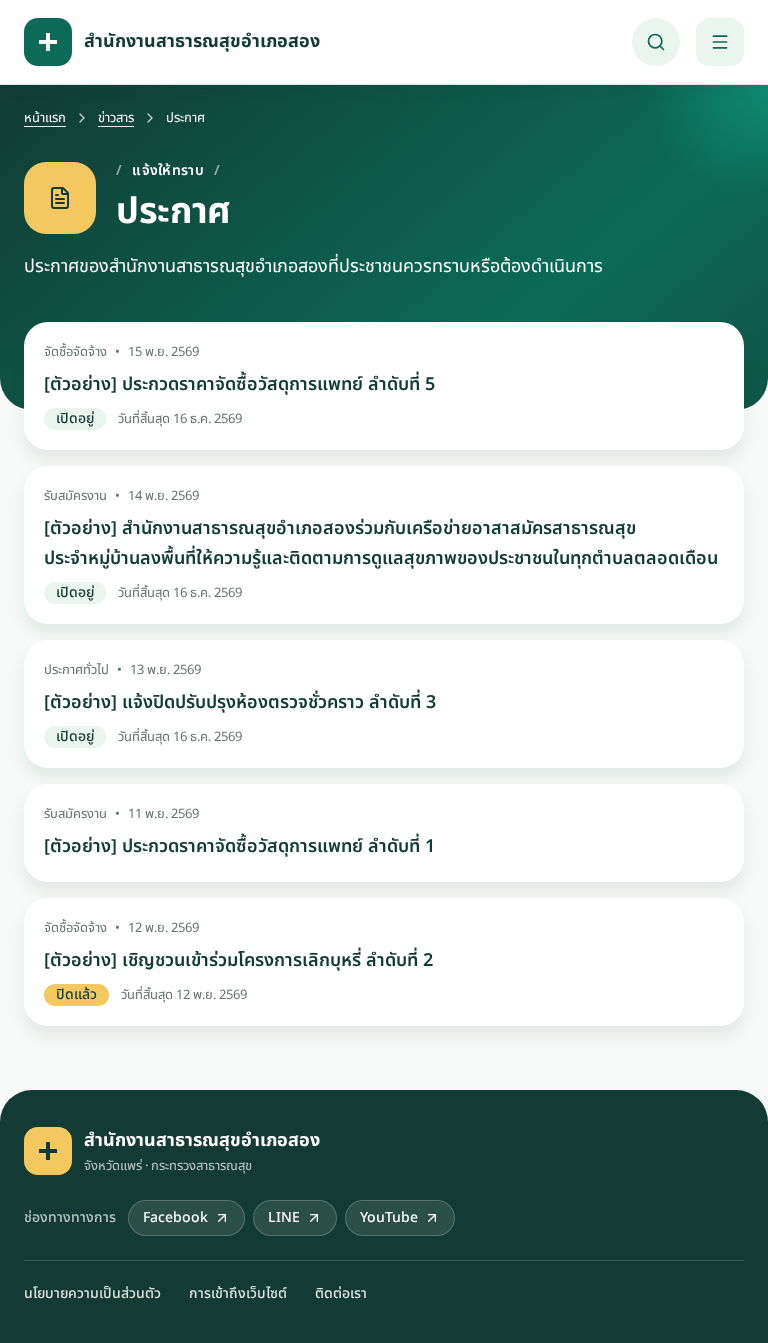 สำนักงานสาธารณสุขอำเภอสอง
หน้าแรก > ข่าวสาร > ประกาศ
/ แจ้งให้ทราบ /
ประกาศ
ประกาศของสำนักงานสาธารณสุขอำเภอสองที่ประชาชนควรทราบหรือต้องดำเนินการ
จัดซื้อจัดจ้าง • 15 พ.ย. 2569
[ตัวอย่าง] ประกวดราคาจัดซื้อวัสดุการแพทย์ ลำดับที่ 5
เปิดอยู่ วันที่สิ้นสุด 16 ธ.ค. 2569
รับสมัครงาน • 14 พ.ย. 2569
[ตัวอย่าง] สำนักงานสาธารณสุขอำเภอสองร่วมกับเครือข่ายอาสาสมัครสาธารณสุข
ประจำหมู่บ้านลงพื้นที่ให้ความรู้และติดตามการดูแลสุขภาพของประชาชนในทุกตำบลตลอดเดือน
เปิดอยู่ วันที่สิ้นสุด 16 ธ.ค. 2569
ประกาศทั่วไป • 13 พ.ย. 2569
[ตัวอย่าง] แจ้งปิดปรับปรุงห้องตรวจชั่วคราว ลำดับที่ 3
เปิดอยู่ วันที่สิ้นสุด 16 ธ.ค. 2569
รับสมัครงาน • 11 พ.ย. 2569
[ตัวอย่าง] ประกวดราคาจัดซื้อวัสดุการแพทย์ ลำดับที่ 1
จัดซื้อจัดจ้าง • 12 พ.ย. 2569
[ตัวอย่าง] เชิญชวนเข้าร่วมโครงการเลิกบุหรี่ ลำดับที่ 2
ปิดแล้ว วันที่สิ้นสุด 12 พ.ย. 2569
สำนักงานสาธารณสุขอำเภอสอง
จังหวัดแพร่ · กระทรวงสาธารณสุข
ช่องทางทางการ Facebook LINE YouTube
นโยบายความเป็นส่วนตัว การเข้าถึงเว็บไซต์ ติดต่อเรา